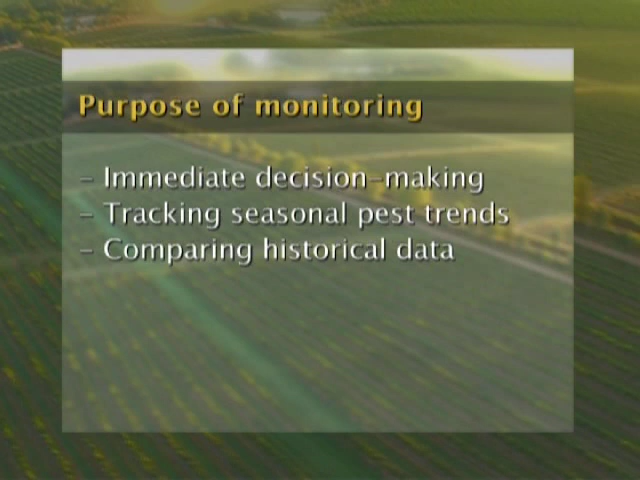 Purpose of monitoring
- Immediate decision-making
- Tracking seasonal pest trends
- Comparing historical data